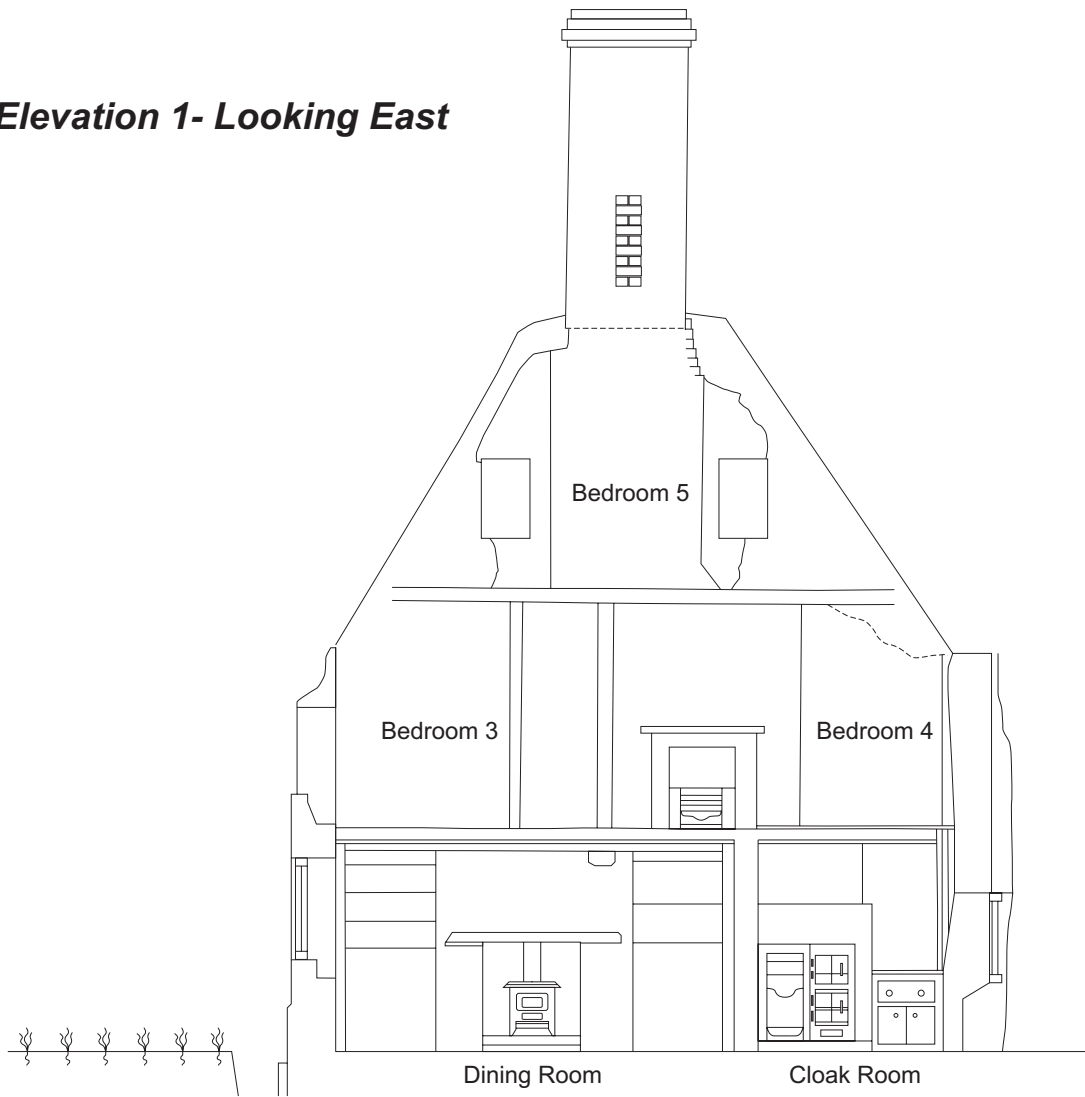 Elevation 1- Looking East
Bedroom 5
Bedroom 3
Bedroom 4
Dining Room
Cloak Room